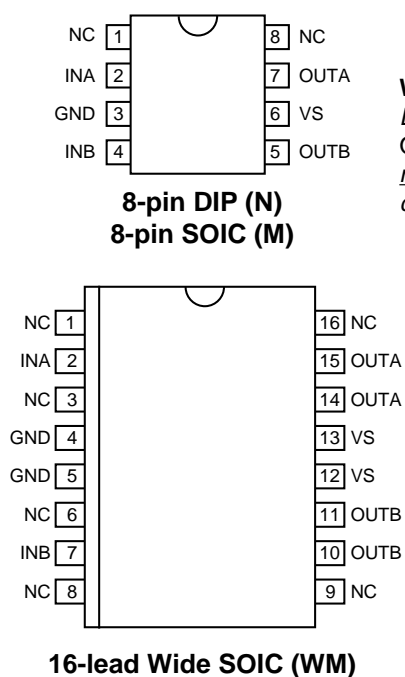 NC 1 8 NC
INA 2 7 OUTA
GND 3 6 VS
INB 4 5 OUTB
8-pin DIP (N)
8-pin SOIC (M)
NC 1 16 NC
INA 2 15 OUTA
NC 3 14 OUTA
GND 4 13 VS
GND 5 12 VS
NC 6 11 OUTB
INB 7 10 OUTB
NC 8 9 NC
16-lead Wide SOIC (WM)